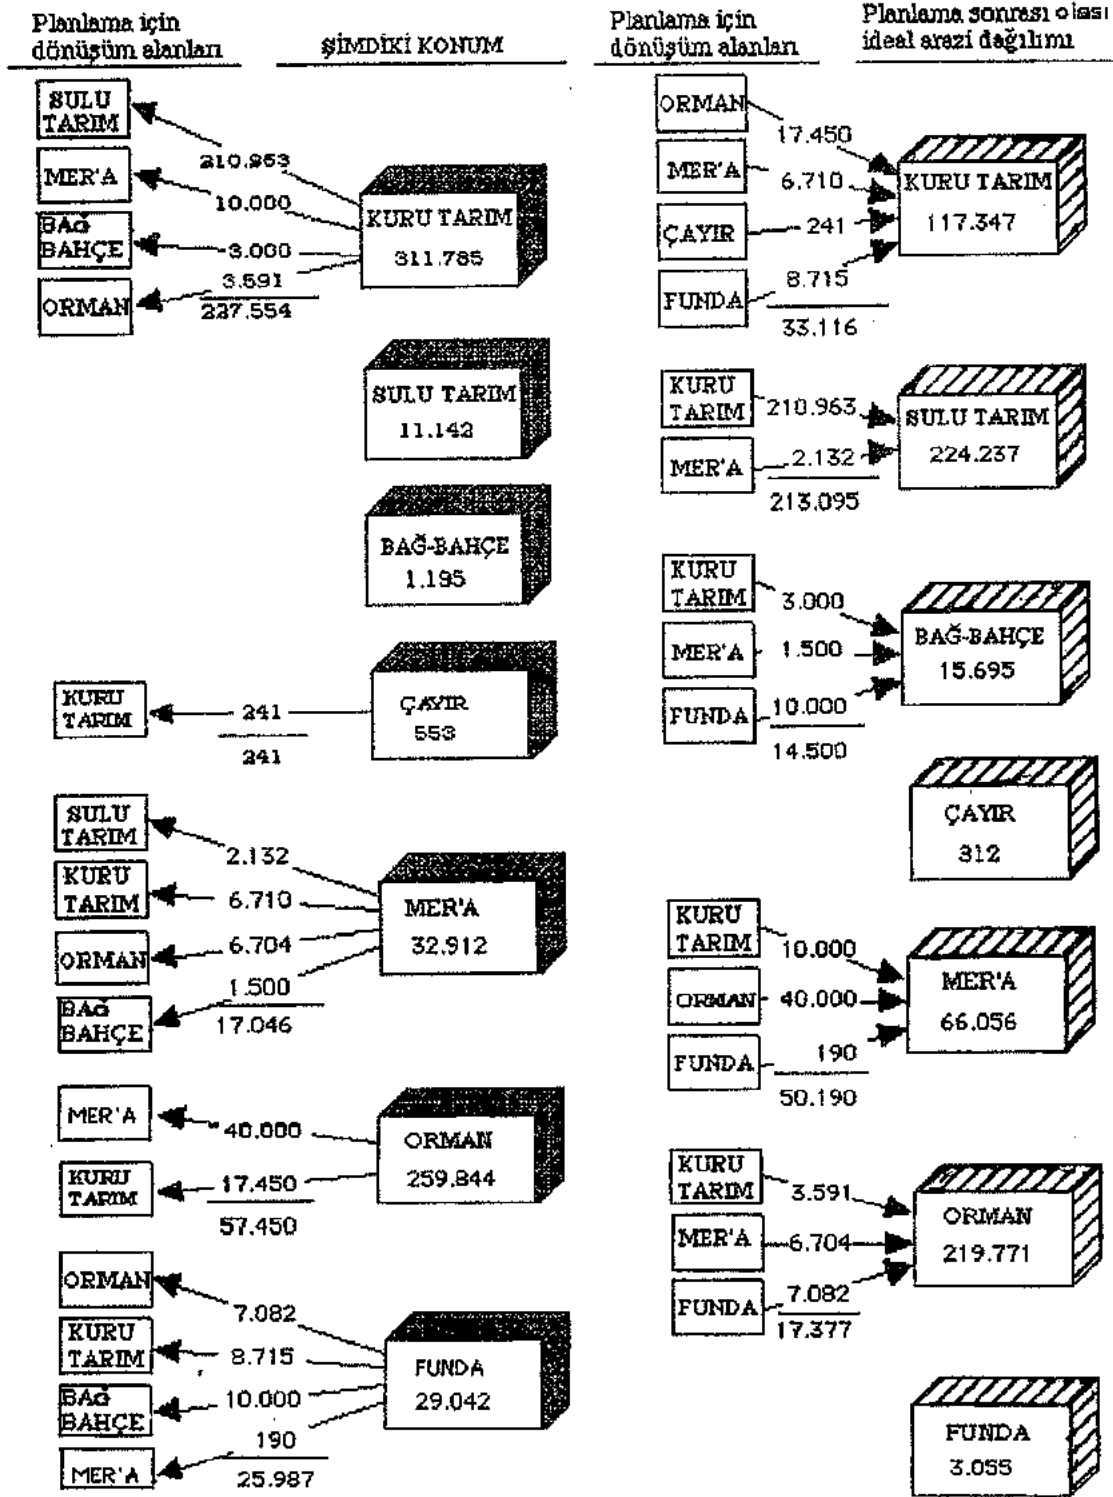 Planlama için
dönüşüm alanları
ŞİMDİKİ KONUM
SULU
TARIM
MER'A
BAĞ
BAHÇE
ORMAN
210.963
10.000
3.000
3.591
227.554
KURU TARIM
311.785
SULU TARIM
11.142
BAĞ-BAHÇE
1.195
KURU
TARIM
241
241
ÇAYIR
553
SULU
TARIM
KURU
TARIM
ORMAN
BAĞ
BAHÇE
2.132
6.710
6.704
1.500
17.046
MER'A
32.912
MER'A
KURU
TARIM
40.000
17.450
57.450
ORMAN
259.844
ORMAN
KURU
TARIM
BAĞ
BAHÇE
MER'A
7.082
8.715
10.000
190
25.987
FUNDA
29.042
Planlama için
dönüşüm alanları
Planlama sonrası olası
ideal arazi dağılımı
ORMAN
MER'A
ÇAYIR
FUNDA
17.450
6.710
241
8.715
33.116
KURU TARIM
117.347
KURU
TARIM
MER'A
210.963
2.132
213.095
SULU TARIM
224.237
KURU
TARIM
MER'A
FUNDA
3.000
1.500
10.000
14.500
BAĞ-BAHÇE
15.695
ÇAYIR
312
KURU
TARIM
ORMAN
FUNDA
10.000
40.000
190
50.190
MER'A
66.056
KURU
TARIM
MER'A
FUNDA
3.591
6.704
7.082
17.377
ORMAN
219.771
FUNDA
3.055